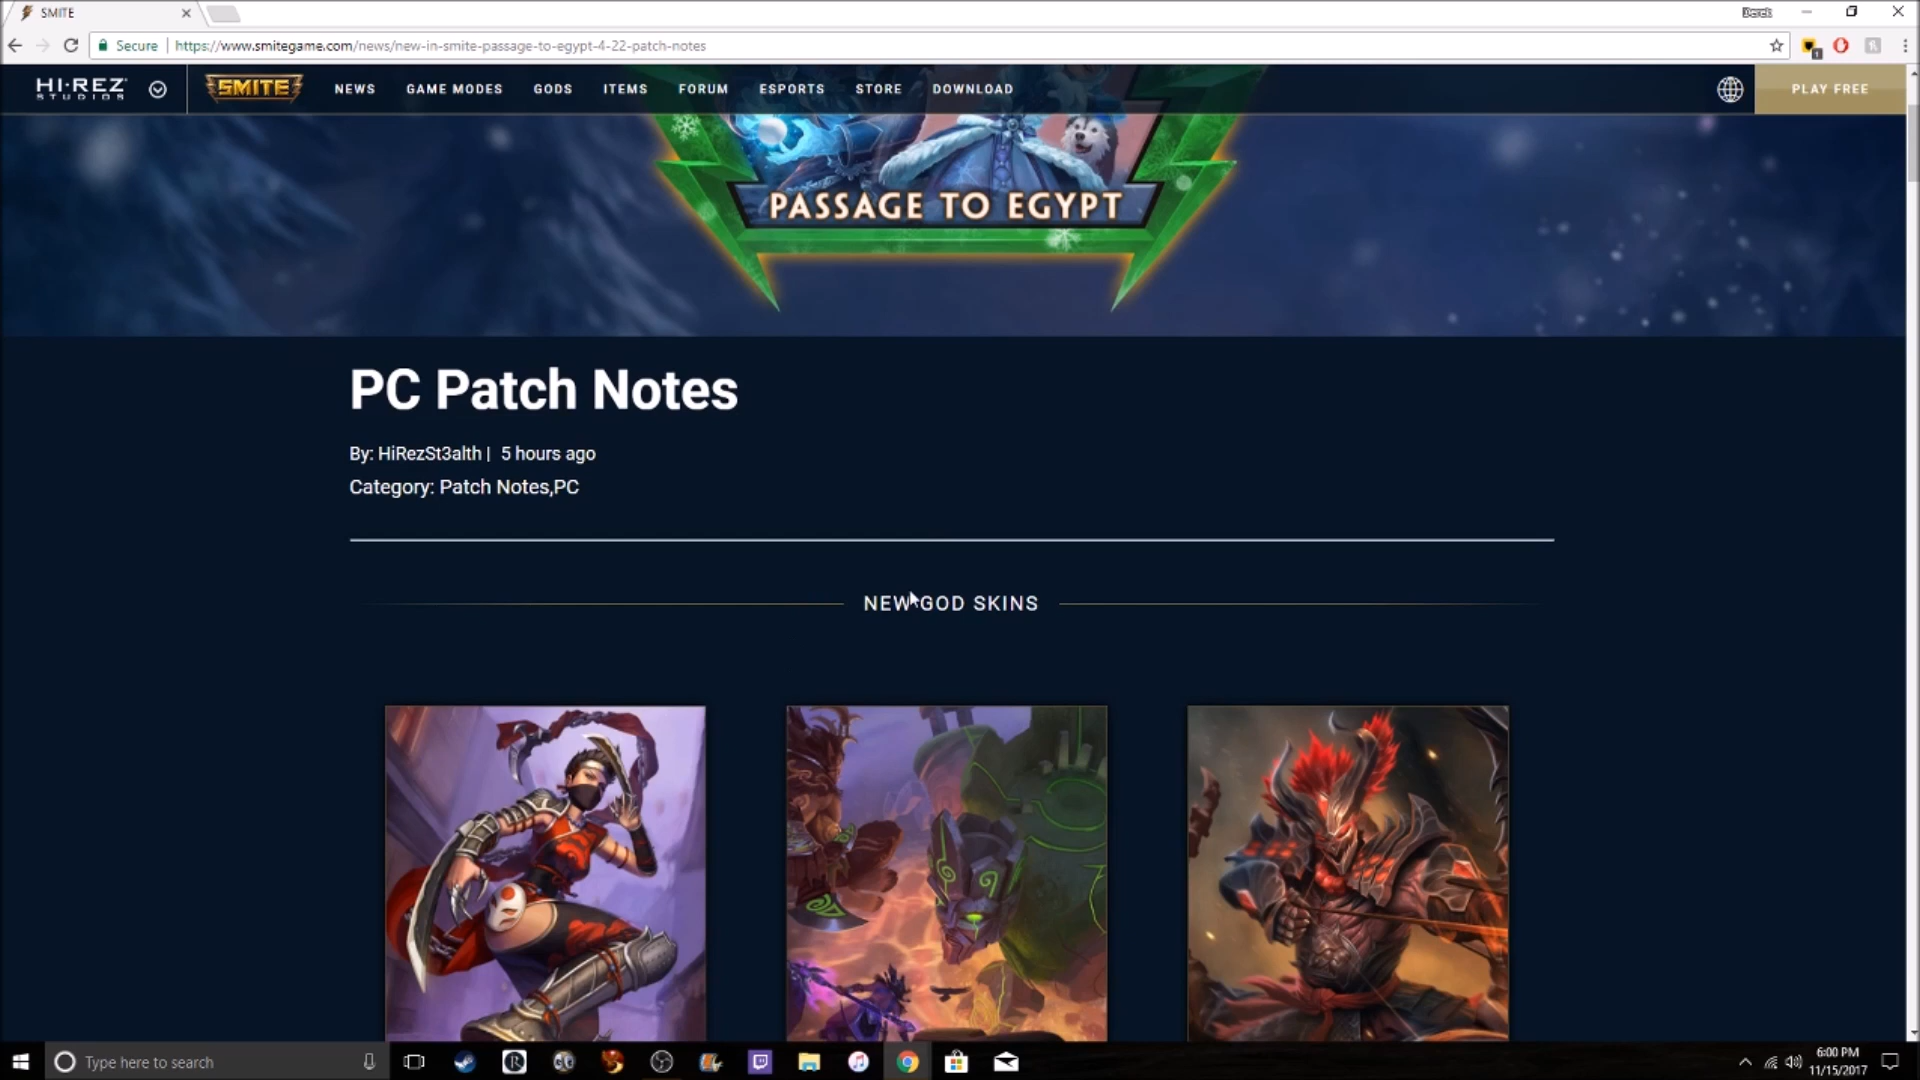 SMITE
Derek
Secure
https://www.smitegame.com/news/new-in-smite-passage-to-egypt-4-22-patch-notes
HI-REZ STUDIOS
SMITE
NEWS
GAME MODES
GODS
ITEMS
FORUM
ESPORTS
STORE
DOWNLOAD
PLAY FREE
PASSAGE TO EGYPT
PC Patch Notes
By: HiRezSt3alth | 5 hours ago
Category: Patch Notes,PC
NEW GOD SKINS
Type here to search
6:00 PM
11/15/2017